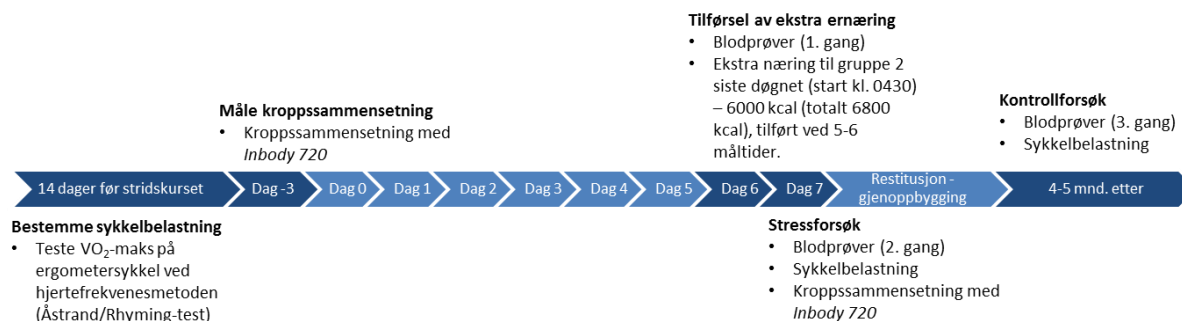 Tilførsel av ekstra ernæring
• Blodprøver (1. gang)
• Ekstra næring til gruppe 2
siste døgnet (start kl. 0430)
– 6000 kcal (totalt 6800
kcal), tilført ved 5-6
måltider.
Måle kroppssammensetning
• Kroppssammensetning med
Inbody 720
Kontrollforsøk
• Blodprøver (3. gang)
• Sykkelbelastning
14 dager før stridskurset
Dag -3
Dag 0
Dag 1
Dag 2
Dag 3
Dag 4
Dag 5
Dag 6
Dag 7
Restitusjon -
gjenoppbygging
4-5 mnd. etter
Bestemme sykkelbelastning
• Teste VO₂-maks på
ergometersykkel ved
hjertefrekvenesmetoden
(Åstrand/Rhyming-test)
Stressforsøk
• Blodprøver (2. gang)
• Sykkelbelastning
• Kroppssammensetning med
Inbody 720